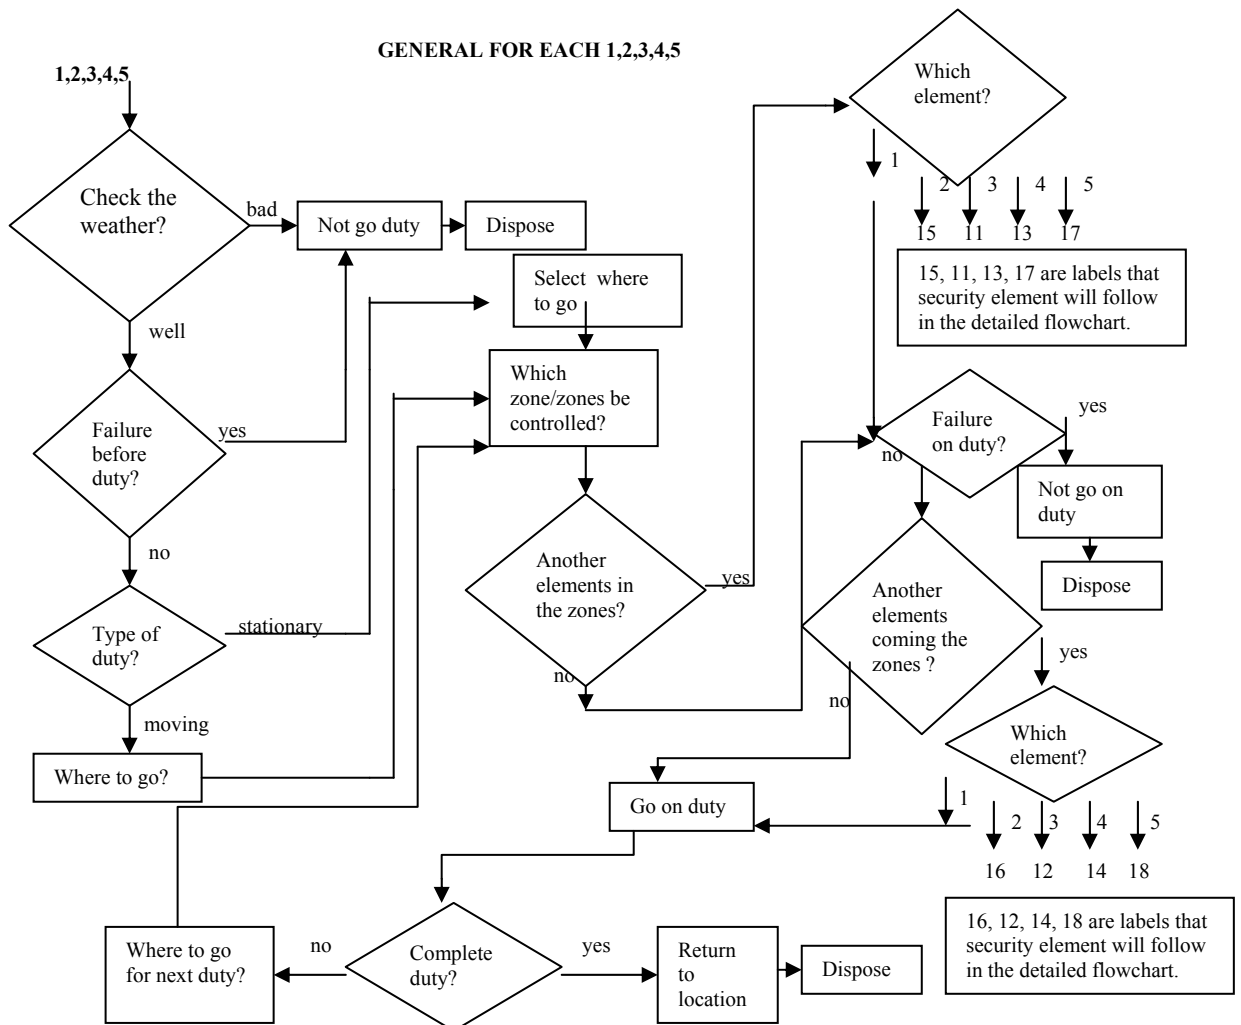 GENERAL FOR EACH 1,2,3,4,5
1,2,3,4,5
Check the
weather?
bad
Not go duty
Dispose
well
Failure
before
duty?
yes
no
Type of
duty?
stationary
moving
Where to go?
Select where
to go
Which
zone/zones be
controlled?
Another
elements in
the zones?
yes
no
Which
element?
1
2
3
4
5
15
11
13
17
15, 11, 13, 17 are labels that
security element will follow
in the detailed flowchart.
Failure
on duty?
yes
no
Not go on
duty
Dispose
Another
elements
coming the
zones ?
yes
no
Which
element?
1
2
3
4
5
16
12
14
18
16, 12, 14, 18 are labels that
security element will follow
in the detailed flowchart.
Go on duty
Complete
duty?
no
yes
Where to go
for next duty?
Return
to
location
Dispose